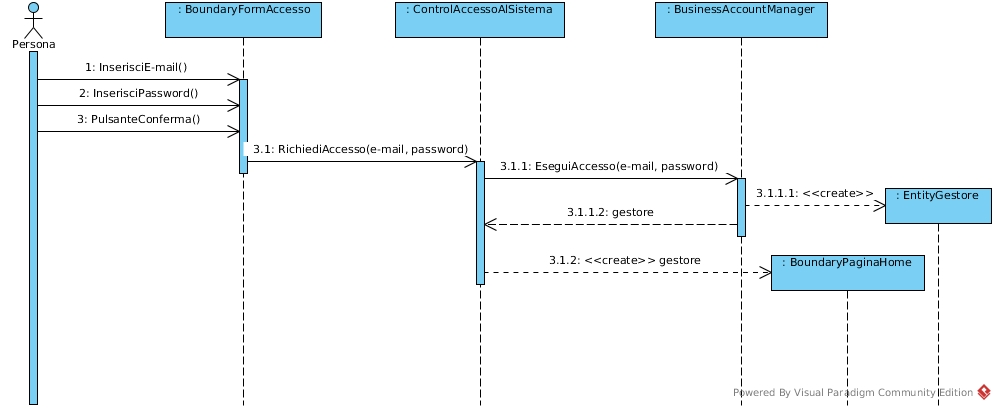 : BoundaryFormAccesso
: ControlAccessoAlSistema
: BusinessAccountManager
Persona
1: InserisciE-mail()
2: InserisciPassword()
3: PulsanteConferma()
3.1: RichiediAccesso(e-mail, password)
3.1.1: EseguiAccesso(e-mail, password)
3.1.1.1: <<create>>
: EntityGestore
3.1.1.2: gestore
3.1.2: <<create>> gestore
: BoundaryPaginaHome
Powered By Visual Paradigm Community Edition